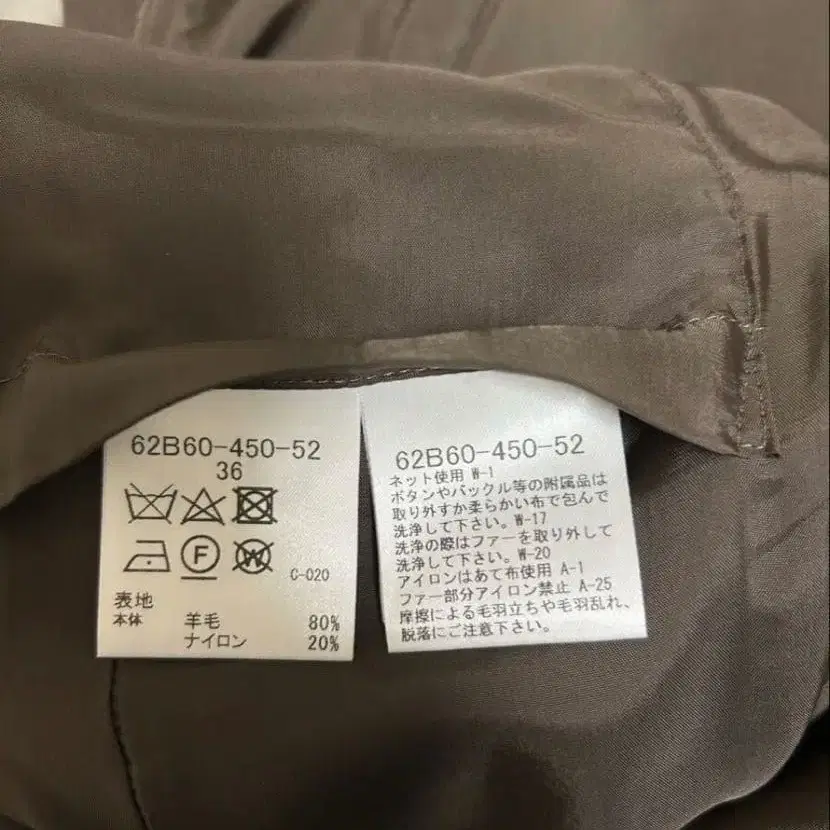 62B60-450-52
36
F
W
C-020
表地
本体 羊毛 80%
ナイロン 20%
62B60-450-52
ネット使用 W-1
ボタンやバックル等の附属品は
取り外すか柔らかい布で包んで
洗浄して下さい。W-17
洗浄の際はファーを取り外して
洗浄して下さい。W-20
アイロンはあて布使用 A-1
ファー部分アイロン禁止 A-25
摩擦による毛羽立ちや毛羽乱れ、
脱落にご注意下さい。